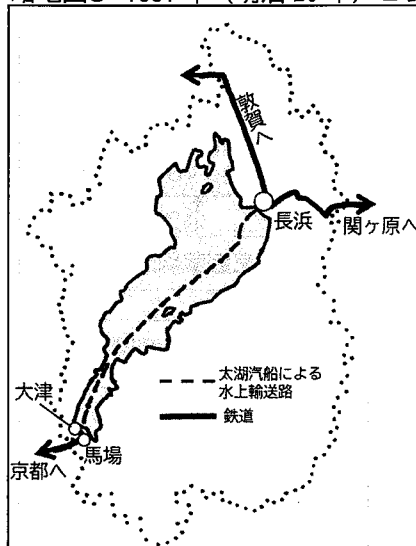 敦賀へ
長浜
関ヶ原へ
太湖汽船による
水上輸送路
鉄道
大津
馬場
京都へ